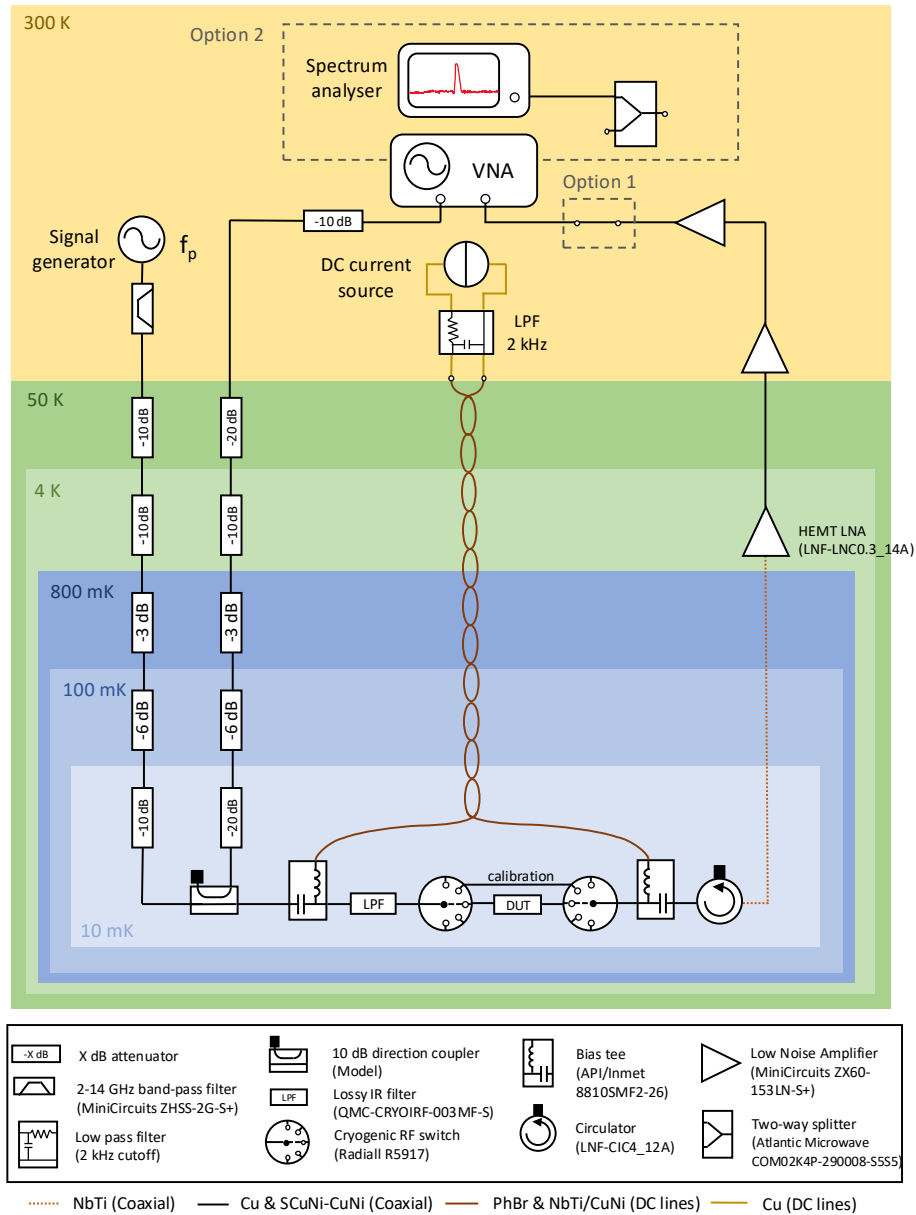 300 K
Option 2
Spectrum
analyser
VNA
Option 1
-10 dB
Signal
generator
fp
DC current
source
LPF
2 kHz
50 K
-10 dB
-20 dB
4 K
-10 dB
-10 dB
HEMT LNA
(LNF-LNC0.3_14A)
800 mK
-3 dB
-3 dB
100 mK
-6 dB
-6 dB
-10 dB
-20 dB
calibration
LPF
DUT
10 mK
-X dB
X dB attenuator
2-14 GHz band-pass filter
(MiniCircuits ZHSS-2G-S+)
Low pass filter
(2 kHz cutoff)
10 dB direction coupler
(Model)
LPF
Lossy IR filter
(QMC-CRYOIRF-003MF-S)
Cryogenic RF switch
(Radiall R5917)
Bias tee
(API/Inmet
8810SMF2-26)
Circulator
(LNF-CIC4_12A)
Low Noise Amplifier
(MiniCircuits ZX60-
153LN-S+)
Two-way splitter
(Atlantic Microwave
COM02K4P-290008-S5S5)
NbTi (Coaxial)
Cu & SCuNi-CuNi (Coaxial)
PhBr & NbTi/CuNi (DC lines)
Cu (DC lines)